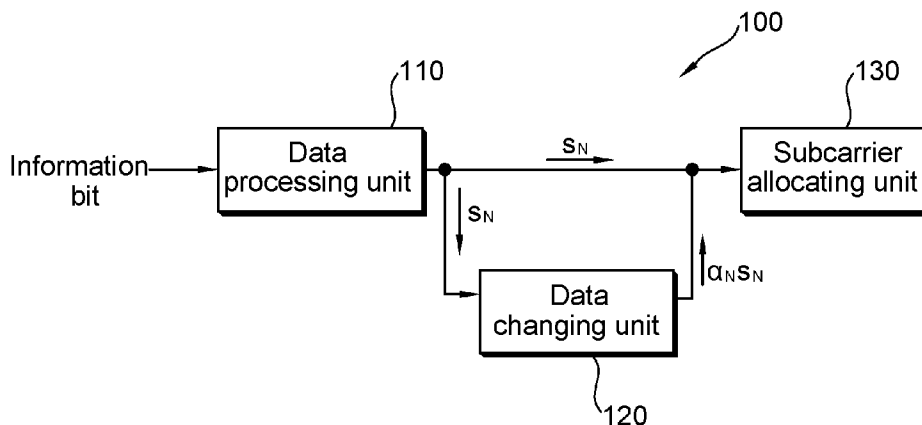 100
110
130
Information
bit
Data
processing unit
sN
Subcarrier
allocating unit
sN
αNsN
Data
changing unit
120